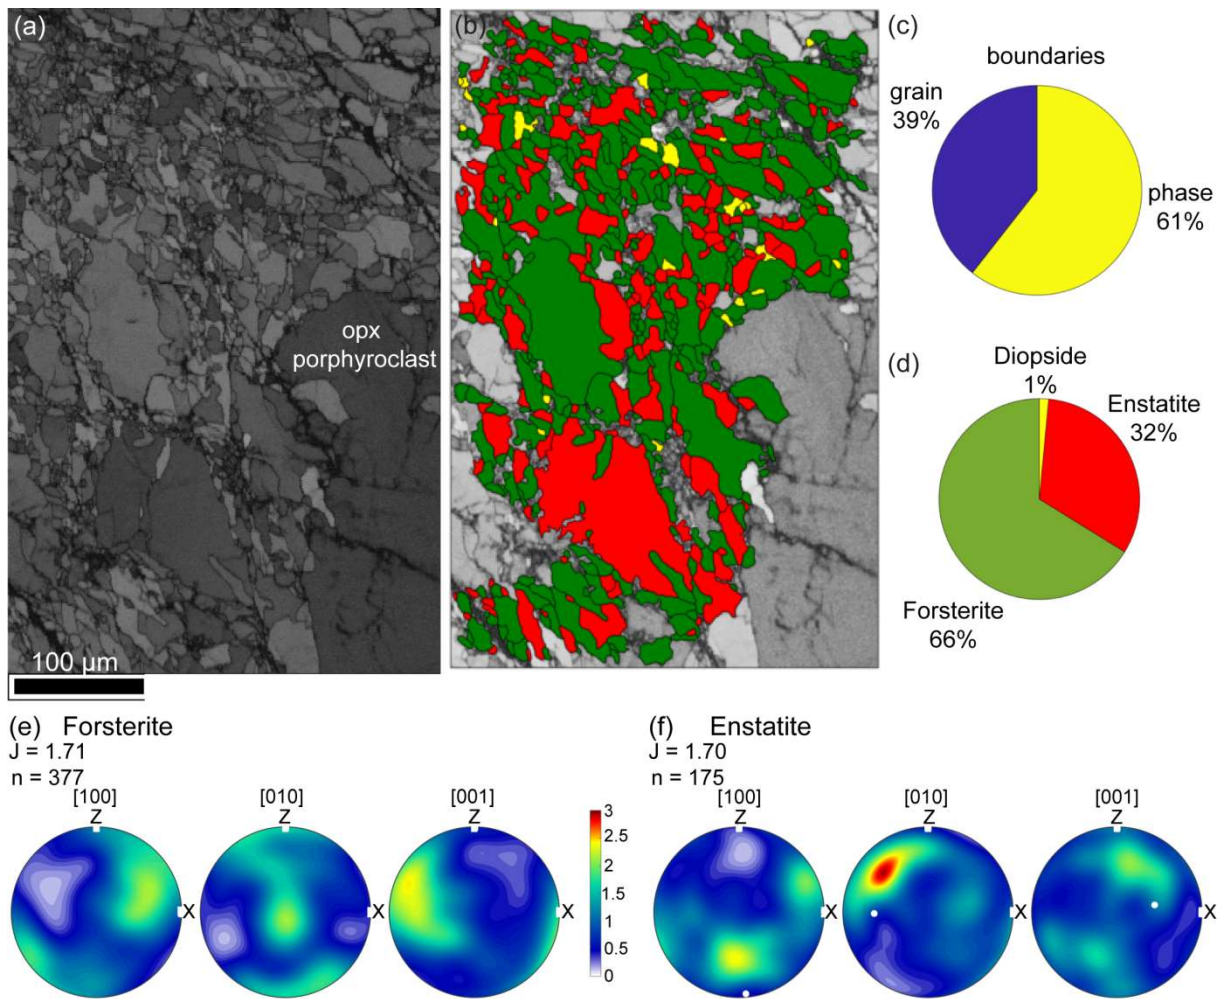 (a)
opx
porphyroclast
100 µm
(b)
(c)
boundaries
grain
39%
phase
61%
(d)
Diopside
1%
Enstatite
32%
Forsterite
66%
(e) Forsterite
J = 1.71
n = 377
[100]
Z
[010]
Z
X
[001]
Z
X
X
3
2.5
2
1.5
1
0.5
0
(f) Enstatite
J = 1.70
n = 175
[100]
Z
X
[010]
Z
X
[001]
Z
X